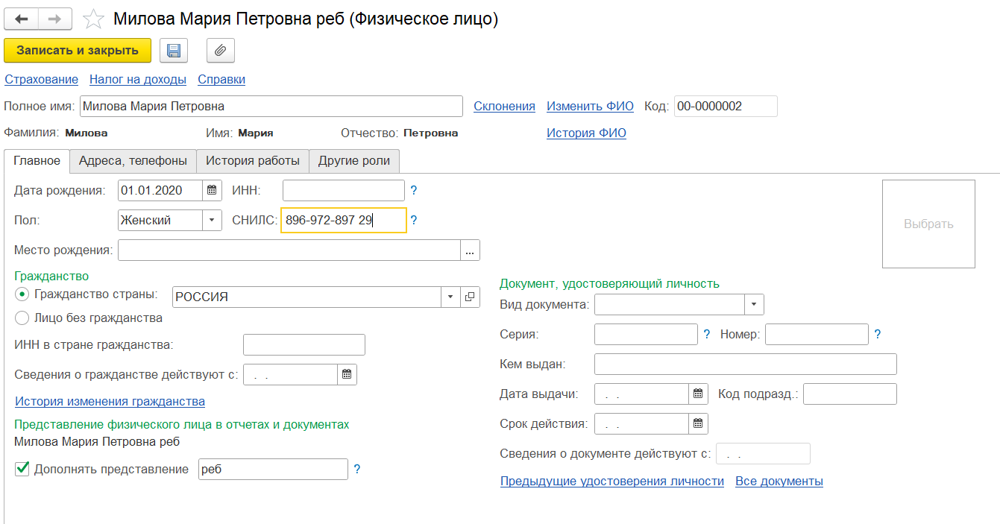 Милова Мария Петровна реб (Физическое лицо)
Записать и закрыть
Страхование Налог на доходы Справки
Полное имя: Милова Мария Петровна Склонения Изменить ФИО Код: 00-0000002
Фамилия: Милова Имя: Мария Отчество: Петровна История ФИО
Главное Адреса, телефоны История работы Другие роли
Дата рождения: 01.01.2020 ИНН: ?
Пол: Женский СНИЛС: 896-972-897 29 ?
Выбрать
Место рождения: ...
Гражданство
Гражданство страны: РОССИЯ
Лицо без гражданства
ИНН в стране гражданства:
Сведения о гражданстве действуют с: . .
История изменения гражданства
Представление физического лица в отчетах и документах
Милова Мария Петровна реб
Дополнять представление реб ?
Документ, удостоверяющий личность
Вид документа:
Серия: ? Номер: ?
Кем выдан:
Дата выдачи: . . Код подразд.:
Срок действия: . .
Сведения о документе действуют с: . .
Предыдущие удостоверения личности Все документы